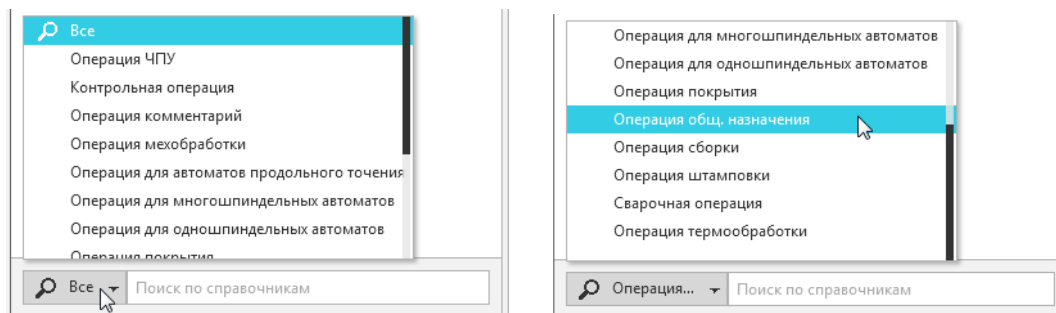 Все
Операция ЧПУ
Контрольная операция
Операция комментарий
Операция мехобработки
Операция для автоматов продольного точения
Операция для многошпиндельных автоматов
Операция для одношпиндельных автоматов
Операция покрытия
Все
Поиск по справочникам
Операция для многошпиндельных автоматов
Операция для одношпиндельных автоматов
Операция покрытия
Операция общ. назначения
Операция сборки
Операция штамповки
Сварочная операция
Операция термообработки
Операция...
Поиск по справочникам